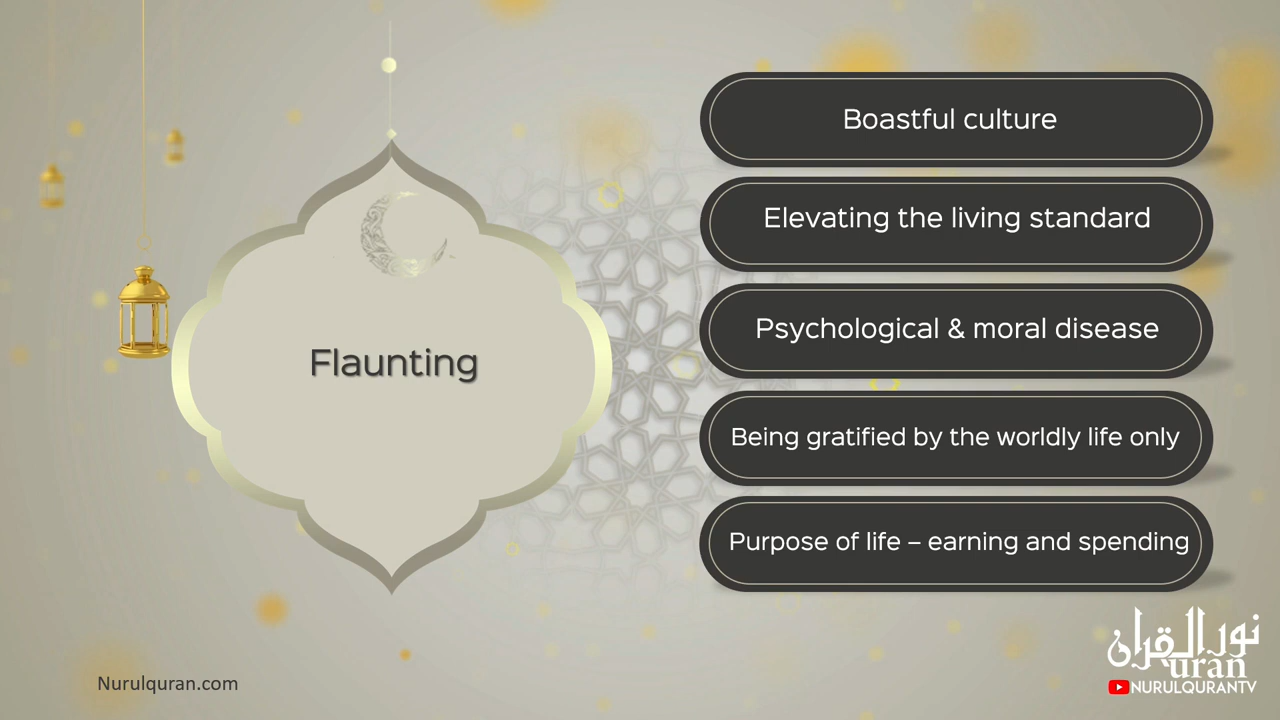 Boastful culture
Elevating the living standard
Psychological & moral disease
Flaunting
Being gratified by the worldly life only
Purpose of life – earning and spending
نور القرآن
uran
NURULQURANTV
Nurulquran.com